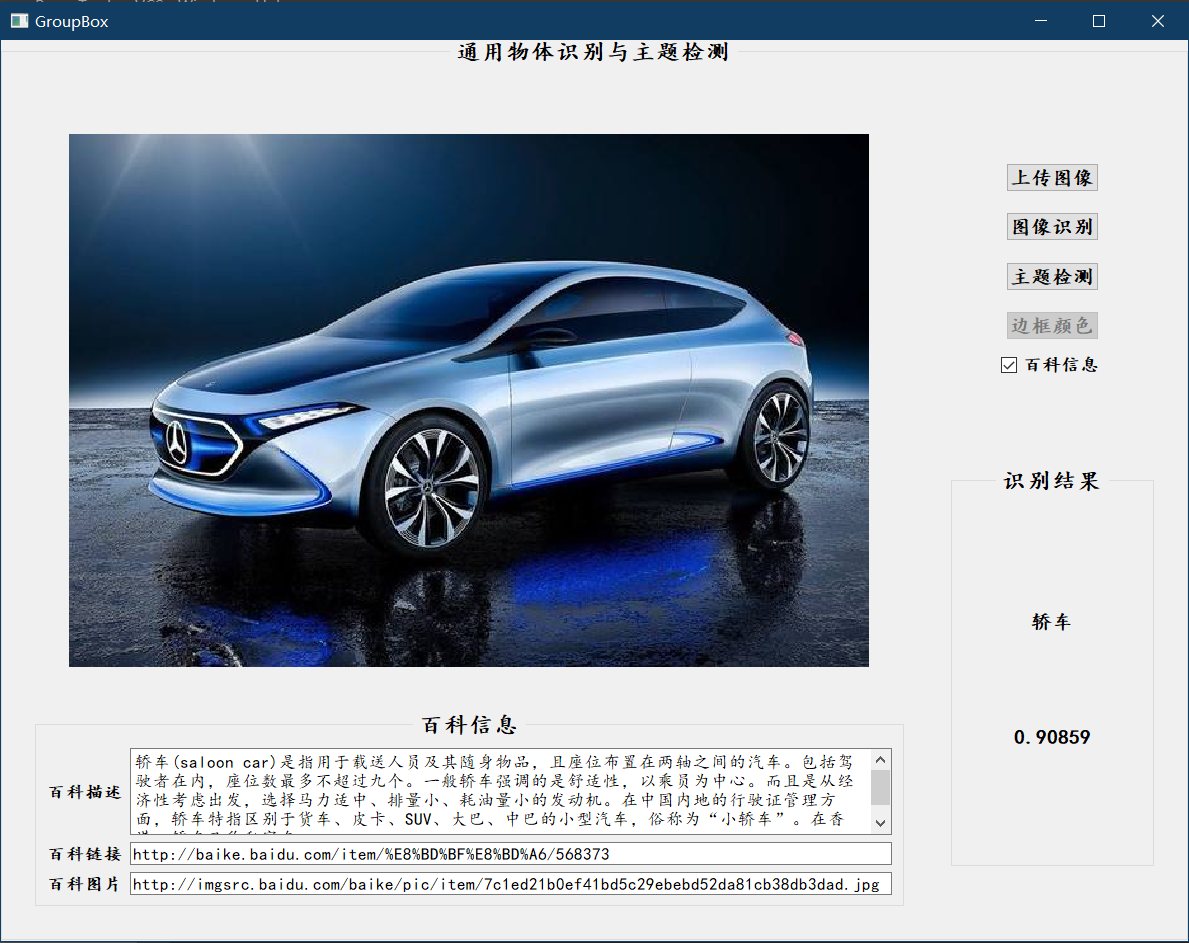 GroupBox
通用物体识别与主题检测
上传图像
图像识别
主题检测
边框颜色
百科信息
识别结果
轿车
0.90859
百科信息
百科描述
轿车(saloon car)是指用于载送人员及其随身物品，且座位布置在两轴之间的汽车。包括驾
驶者在内，座位数最多不超过九个。一般轿车强调的是舒适性，以乘员为中心。而且是从经
济性考虑出发，选择马力适中、排量小、耗油量小的发动机。在中国内地的行驶证管理方
面，轿车特指区别于货车、皮卡、SUV、大巴、中巴的小型汽车，俗称为“小轿车”。在香
百科链接
http://baike.baidu.com/item/%E8%BD%BF%E8%BD%A6/568373
百科图片
http://imgsrc.baidu.com/baike/pic/item/7c1ed21b0ef41bd5c29ebebd52da81cb38db3dad.jpg